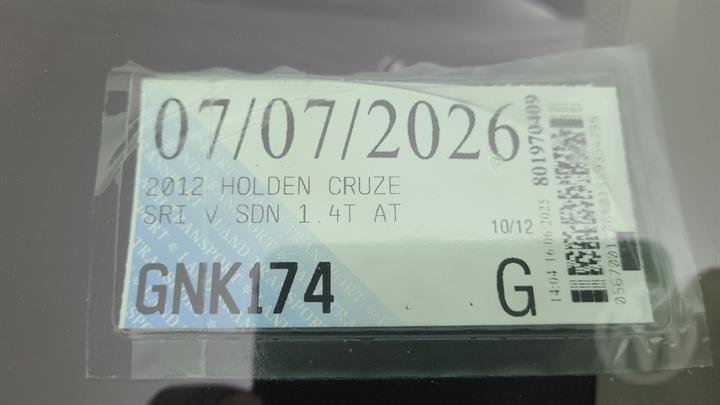 07/07/2026
2012 HOLDEN CRUZE
SRI V SDN 1.4T AT
10/12
GNK174
G
14:04 16/06/2025 801970409